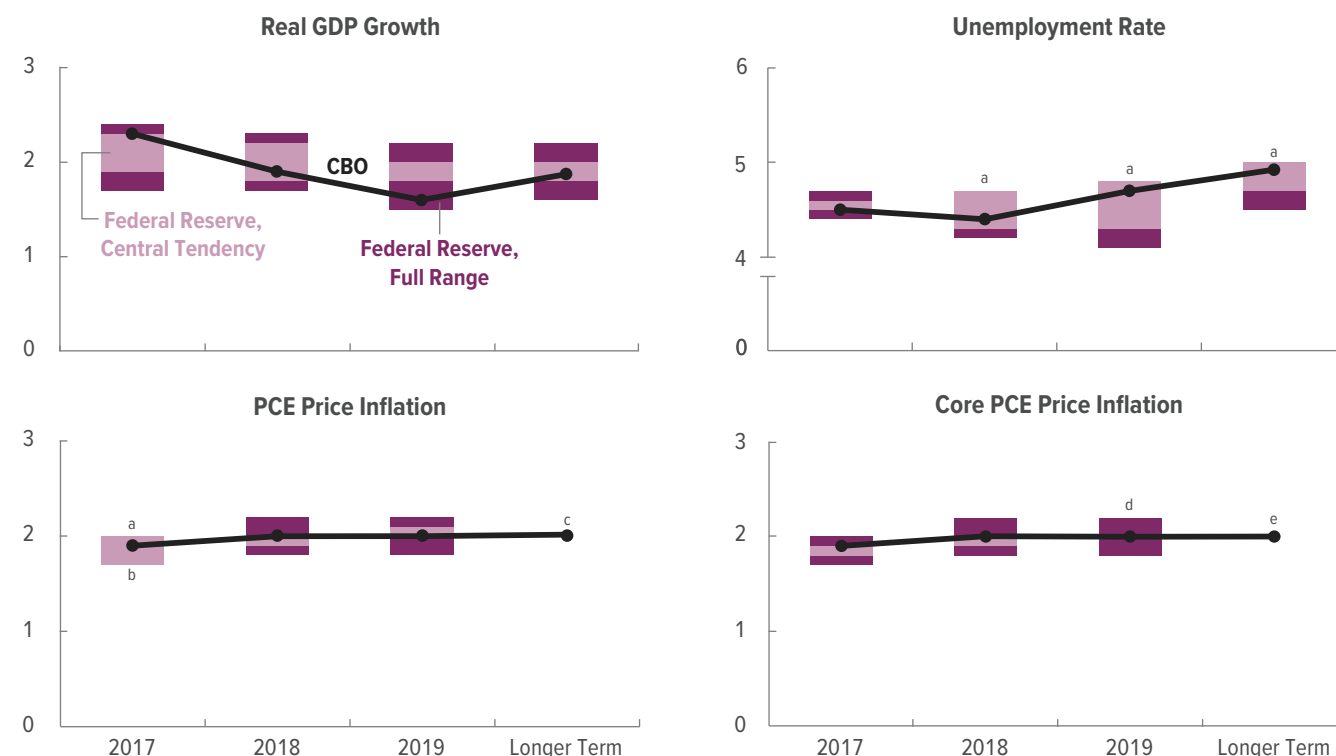 Real GDP Growth
3
2
1
0
CBO
Federal Reserve,
Central Tendency
Federal Reserve,
Full Range
Unemployment Rate
6
5
4
0
a
a
a
PCE Price Inflation
3
2
1
0
a
b
c
2017 2018 2019 Longer Term
Core PCE Price Inflation
3
2
1
0
d
e
2017 2018 2019 Longer Term